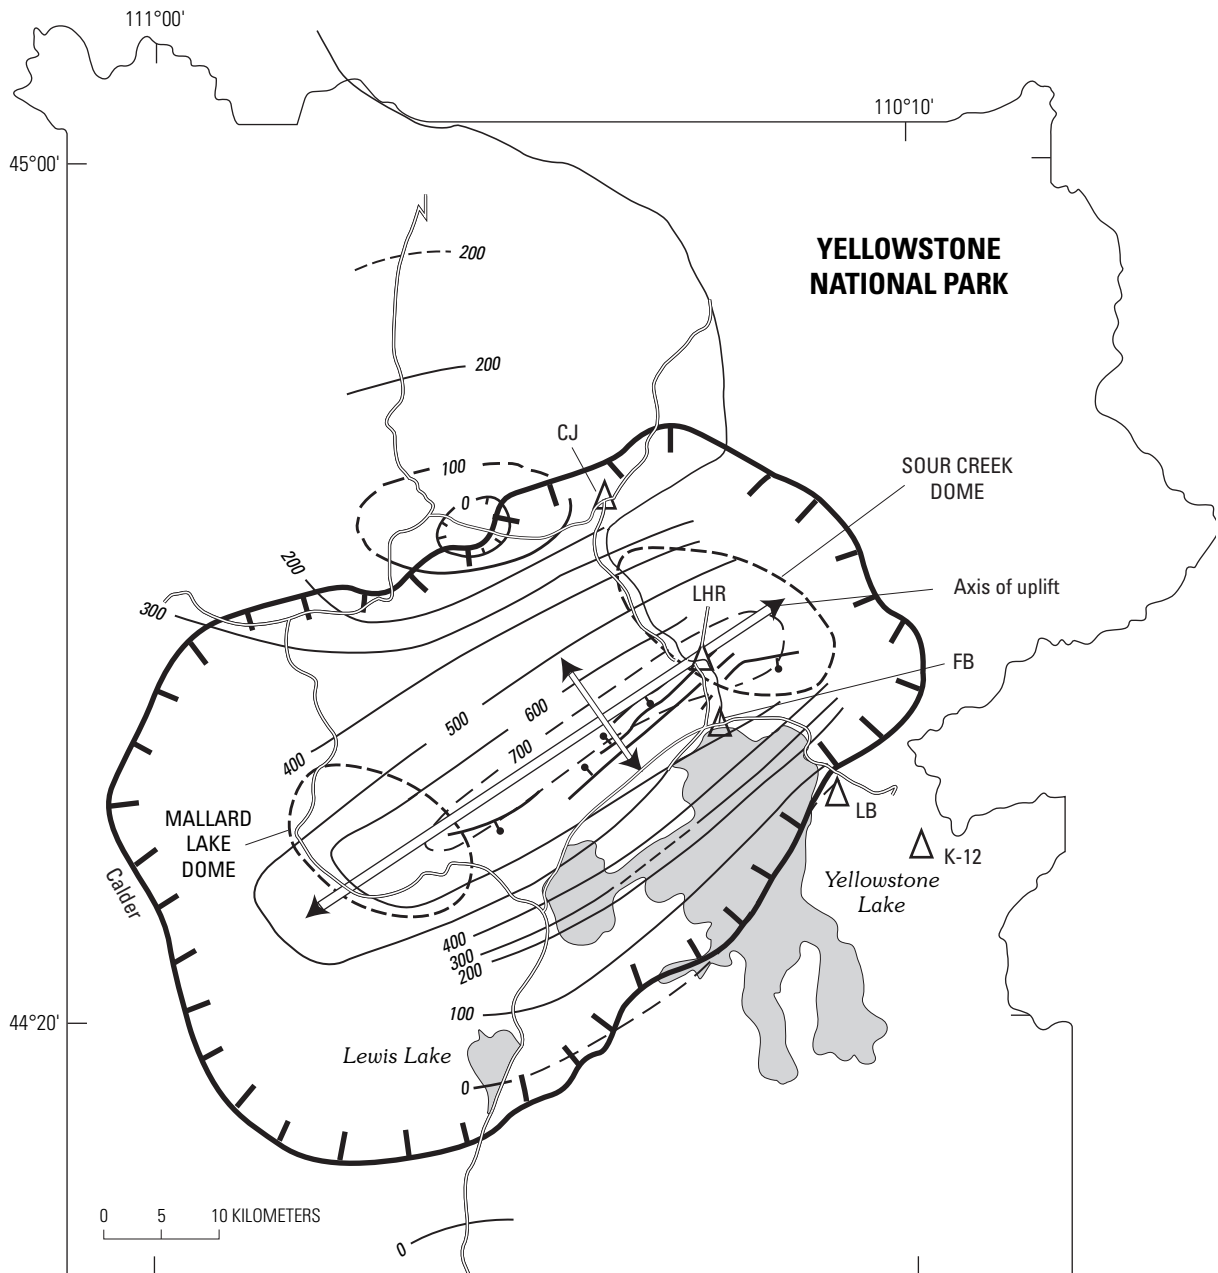 111°00'
110°10'
45°00'
YELLOWSTONE
NATIONAL PARK
200
200
CJ
100
0
SOUR CREEK
DOME
200
300
LHR
Axis of uplift
FB
600
500
700
400
MALLARD
LAKE
DOME
LB
K-12
Yellowstone
Lake
Calder
400
300
200
100
44°20'
Lewis Lake
0
0 5 10 KILOMETERS
0